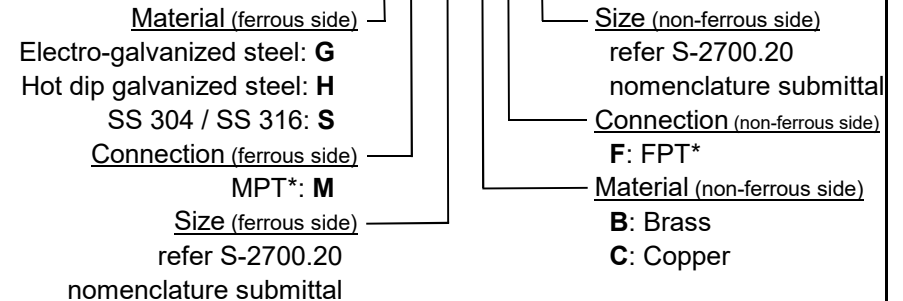 Material (ferrous side)
Electro-galvanized steel: G
Hot dip galvanized steel: H
SS 304 / SS 316: S
Connection (ferrous side)
MPT*: M
Size (ferrous side)
refer S-2700.20
nomenclature submittal
Size (non-ferrous side)
refer S-2700.20
nomenclature submittal
Connection (non-ferrous side)
F: FPT*
Material (non-ferrous side)
B: Brass
C: Copper